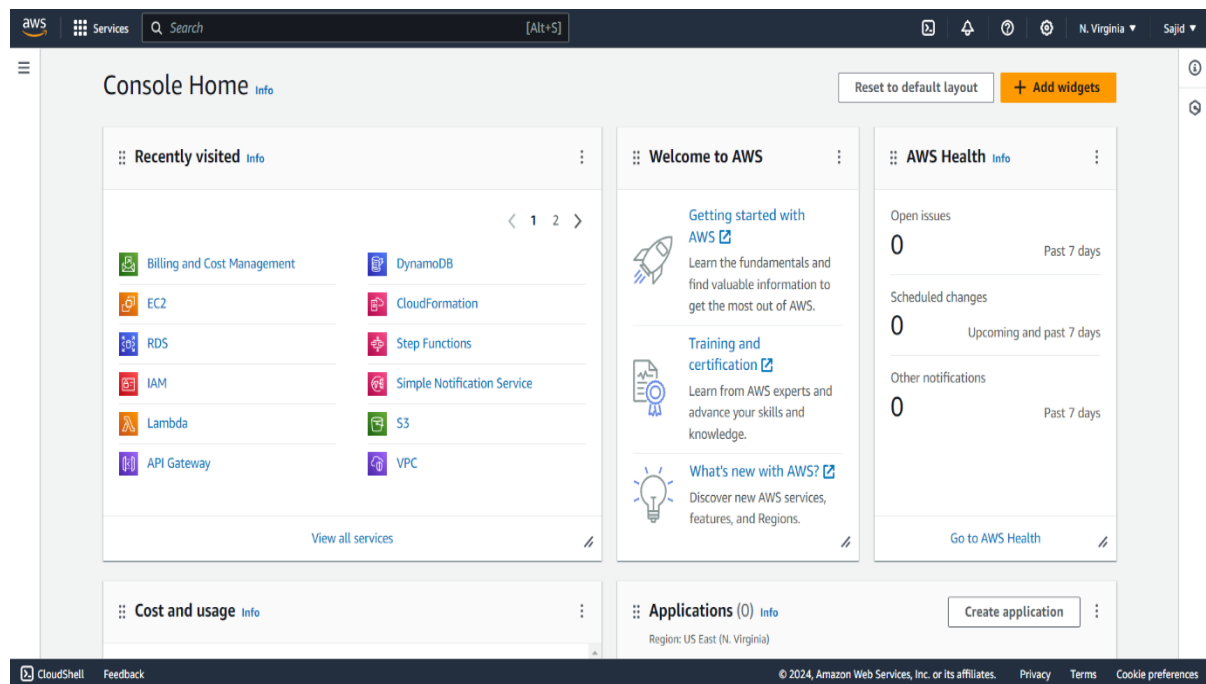 aws
Services
Search
[Alt+S]
N. Virginia ▼
Sajid ▼
Console Home Info
Reset to default layout
+ Add widgets
Recently visited Info
1 2
Billing and Cost Management
EC2
RDS
IAM
Lambda
API Gateway
DynamoDB
CloudFormation
Step Functions
Simple Notification Service
S3
VPC
View all services
Welcome to AWS
Getting started with
AWS
Learn the fundamentals and
find valuable information to
get the most out of AWS.
Training and
certification
Learn from AWS experts and
advance your skills and
knowledge.
What's new with AWS?
Discover new AWS services,
features, and Regions.
AWS Health Info
Open issues
0
Past 7 days
Scheduled changes
0
Upcoming and past 7 days
Other notifications
0
Past 7 days
Go to AWS Health
Cost and usage Info
Applications (0) Info
Region: US East (N. Virginia)
Create application
CloudShell
Feedback
© 2024, Amazon Web Services, Inc. or its affiliates.
Privacy
Terms
Cookie preferences